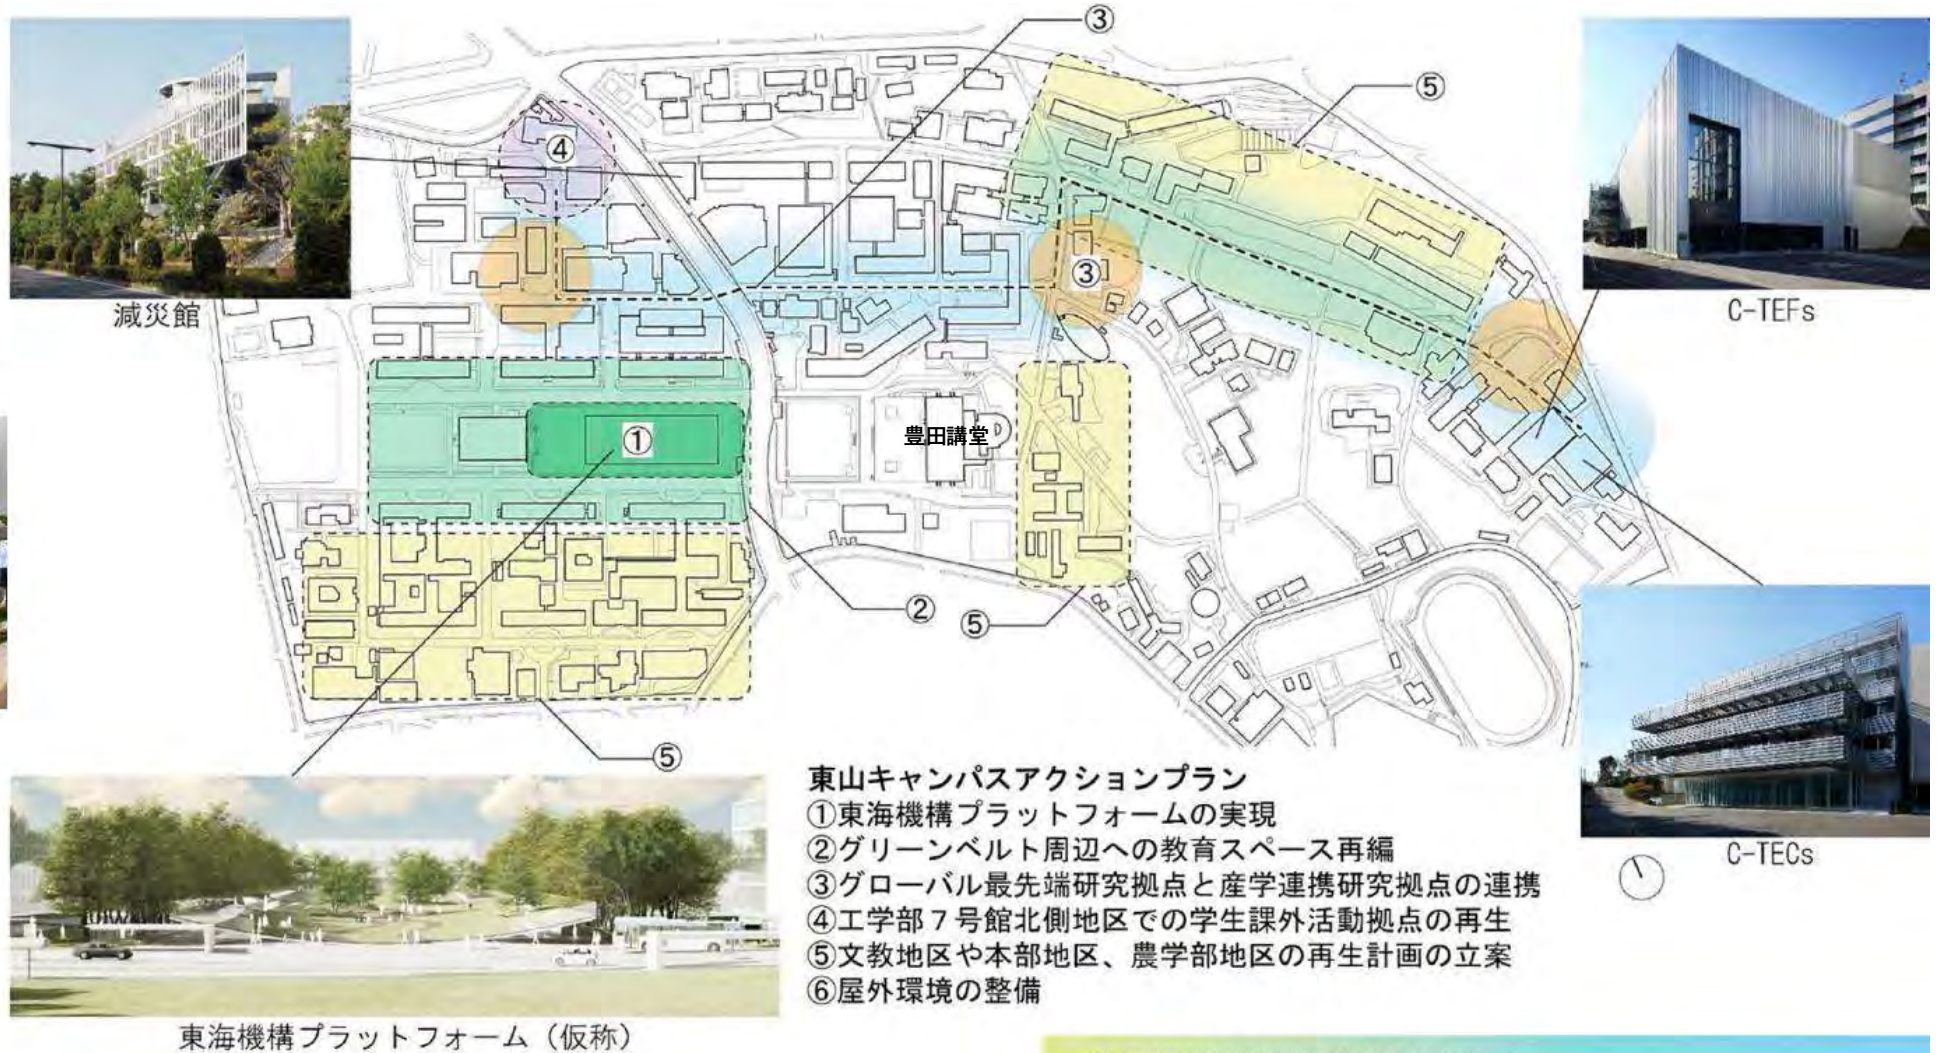 ③
⑤
④
減災館
C-TEFs
③
①
豊田講堂
②
⑤
⑤
C-TECs
東海機構プラットフォーム（仮称）
東山キャンパスアクションプラン
①東海機構プラットフォームの実現
②グリーンベルト周辺への教育スペース再編
③グローバル最先端研究拠点と産学連携研究拠点の連携
④工学部７号館北側地区での学生課外活動拠点の再生
⑤文教地区や本部地区、農学部地区の再生計画の立案
⑥屋外環境の整備